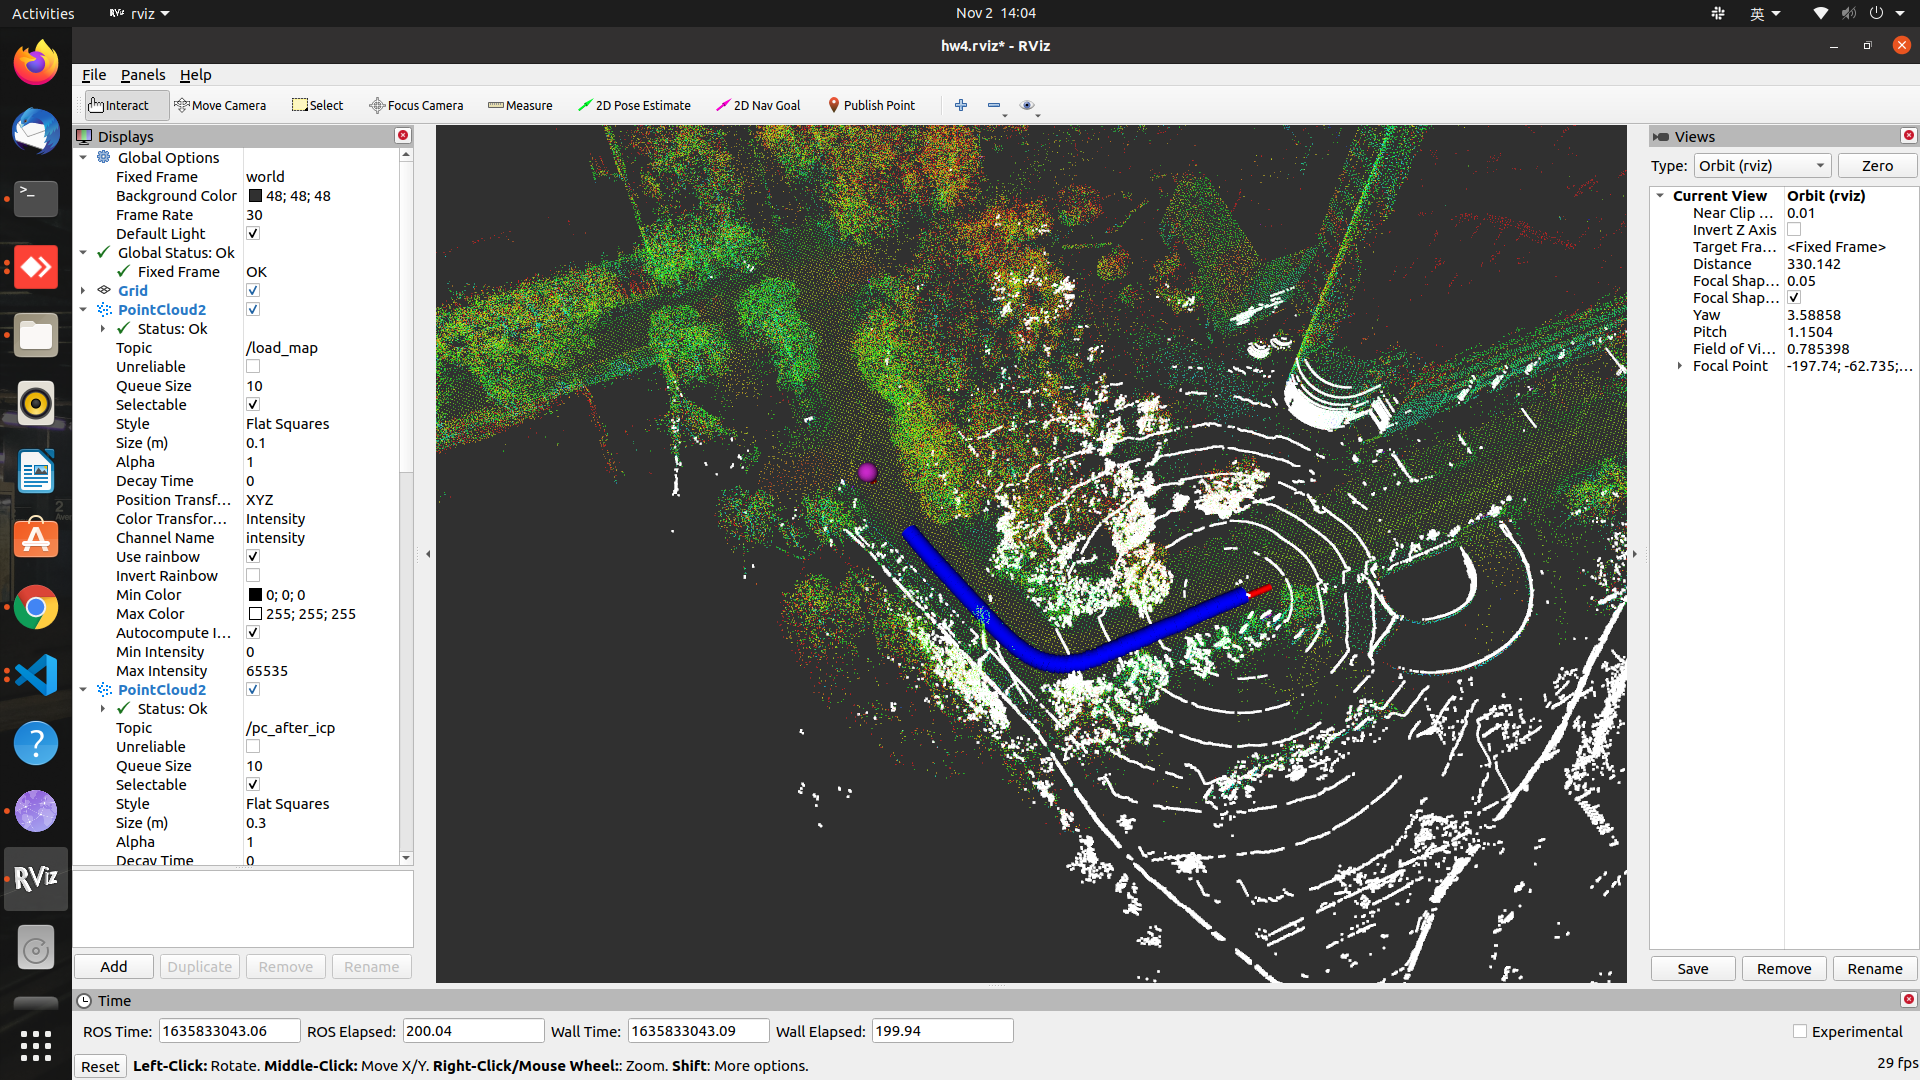 Activities
RViz
rviz
Nov 2 14:04
英
hw4.rviz* - RViz
File Panels Help
Interact Move Camera Select Focus Camera Measure 2D Pose Estimate 2D Nav Goal Publish Point
Displays
Global Options
Fixed Frame world
Background Color 48; 48; 48
Frame Rate 30
Default Light
Global Status: Ok
Fixed Frame OK
Grid
PointCloud2
Status: Ok
Topic /load_map
Unreliable
Queue Size 10
Selectable
Style Flat Squares
Size (m) 0.1
Alpha 1
Decay Time 0
Position Transf... XYZ
Color Transfor... Intensity
Channel Name intensity
Use rainbow
Invert Rainbow
Min Color 0; 0; 0
Max Color 255; 255; 255
Autocompute I...
Min Intensity 0
Max Intensity 65535
PointCloud2
Status: Ok
Topic /pc_after_icp
Unreliable
Queue Size 10
Selectable
Style Flat Squares
Size (m) 0.3
Alpha 1
Decay Time 0
Add Duplicate Remove Rename
Views
Type: Orbit (rviz) Zero
Current View Orbit (rviz)
Near Clip ... 0.01
Invert Z Axis
Target Fra... <Fixed Frame>
Distance 330.142
Focal Shap... 0.05
Focal Shap...
Yaw 3.58858
Pitch 1.1504
Field of Vi... 0.785398
Focal Point -197.74; -62.735;...
Save Remove Rename
RViz
Time
ROS Time: 1635833043.06 ROS Elapsed: 200.04 Wall Time: 1635833043.09 Wall Elapsed: 199.94 Experimental
Reset Left-Click: Rotate. Middle-Click: Move X/Y. Right-Click/Mouse Wheel:: Zoom. Shift: More options. 29 fps